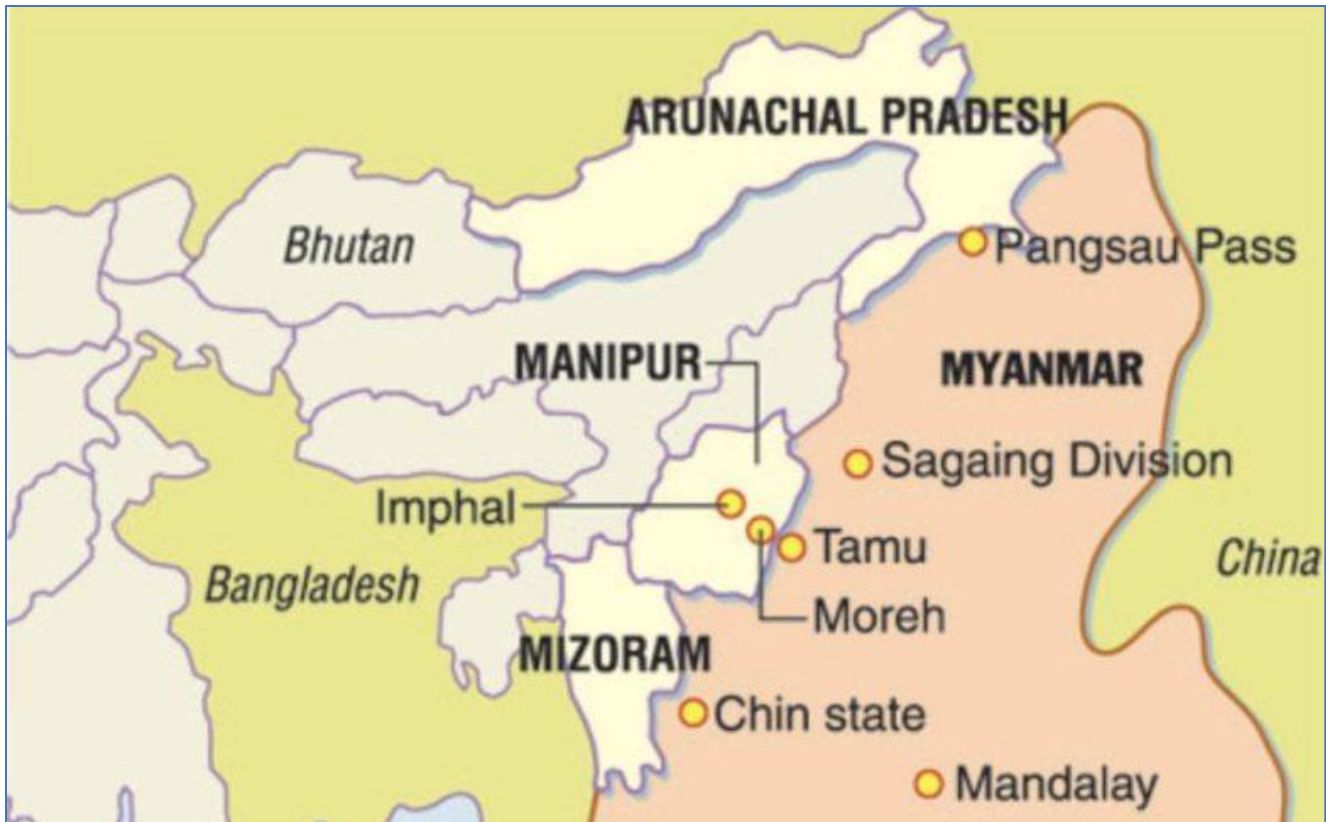 ARUNACHAL PRADESH
Bhutan
Pangsau Pass
MANIPUR
MYANMAR
Sagaing Division
Imphal
Tamu
China
Bangladesh
Moreh
MIZORAM
Chin state
Mandalay